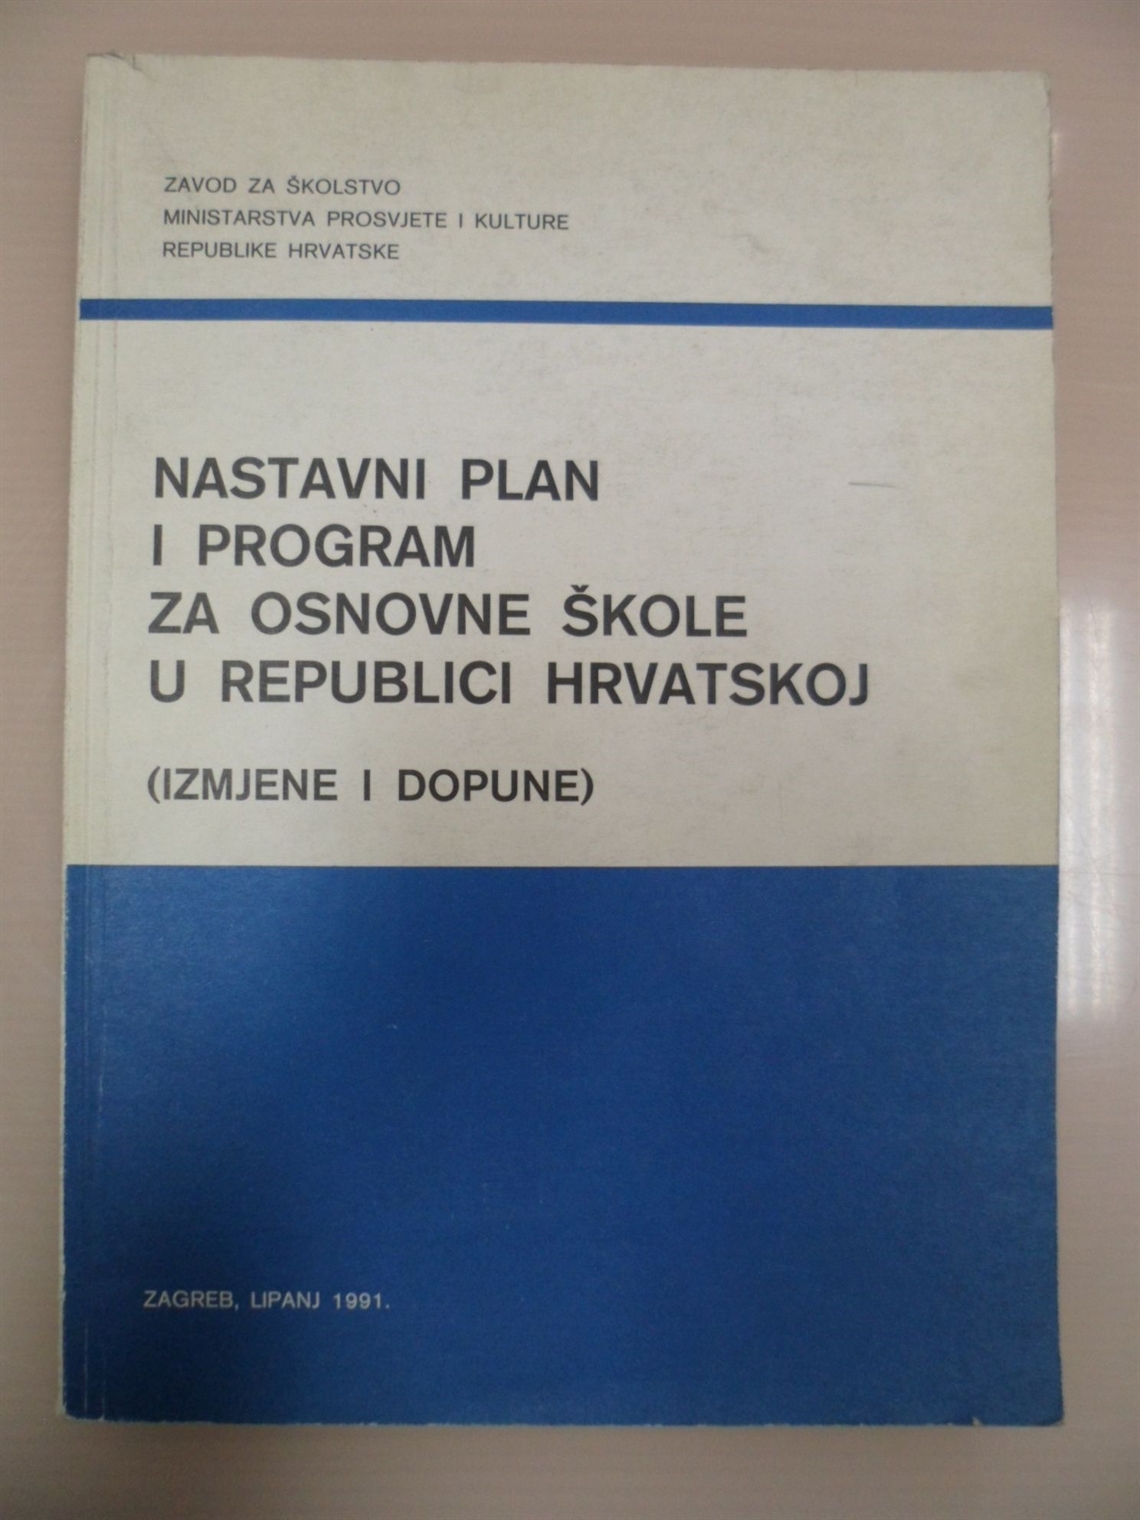 ZAVOD ZA ŠKOLSTVO
MINISTARSTVA PROSVJETE I KULTURE
REPUBLIKE HRVATSKE
NASTAVNI PLAN
I PROGRAM
ZA OSNOVNE ŠKOLE
U REPUBLICI HRVATSKOJ
(IZMJENE I DOPUNE)
ZAGREB, LIPANJ 1991.